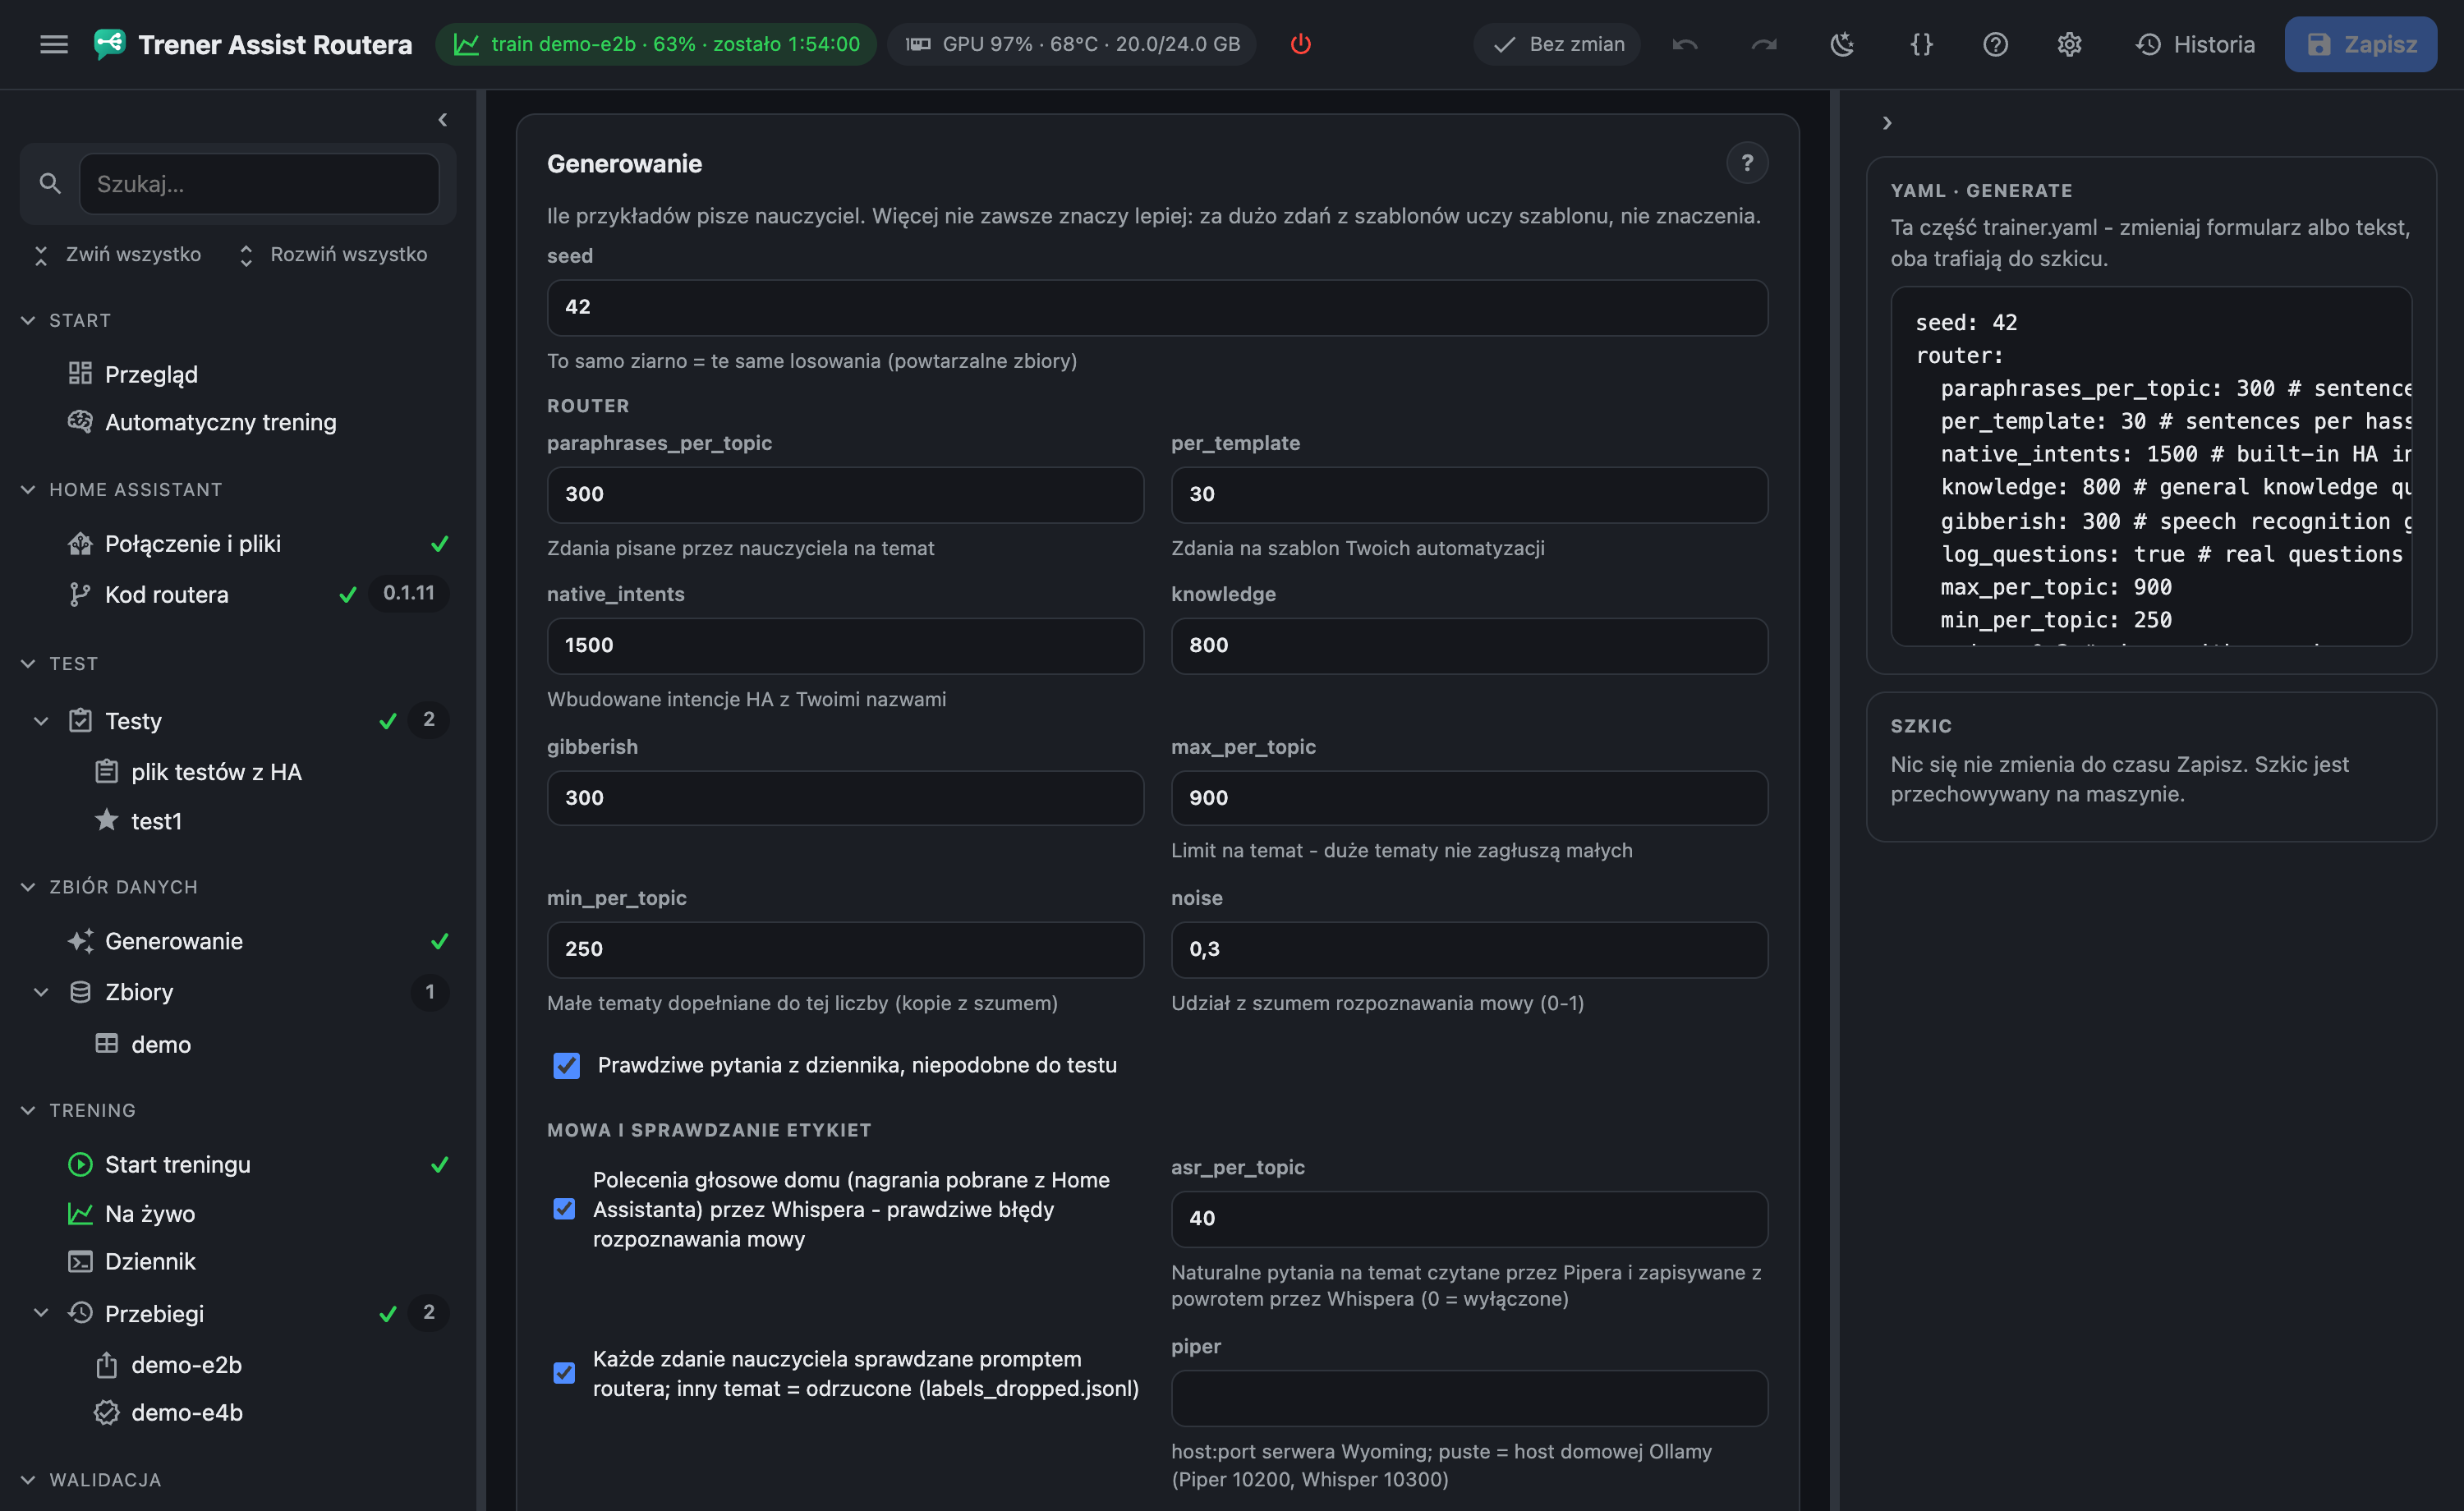 Trener Assist Routera
train demo-e2b · 63% · zostało 1:54:00
GPU 97% · 68°C · 20.0/24.0 GB
Bez zmian
Historia
Zapisz
Szukaj...
Zwiń wszystko
Rozwiń wszystko
START
Przegląd
Automatyczny trening
HOME ASSISTANT
Połączenie i pliki
Kod routera
0.1.11
TEST
Testy
2
plik testów z HA
test1
ZBIÓR DANYCH
Generowanie
Zbiory
1
demo
TRENING
Start treningu
Na żywo
Dziennik
Przebiegi
2
demo-e2b
demo-e4b
WALIDACJA
Generowanie
?
Ile przykładów pisze nauczyciel. Więcej nie zawsze znaczy lepiej: za dużo zdań z szablonów uczy szablonu, nie znaczenia.
seed
42
To samo ziarno = te same losowania (powtarzalne zbiory)
ROUTER
paraphrases_per_topic
300
Zdania pisane przez nauczyciela na temat
per_template
30
Zdania na szablon Twoich automatyzacji
native_intents
1500
Wbudowane intencje HA z Twoimi nazwami
knowledge
800
gibberish
300
max_per_topic
900
Limit na temat - duże tematy nie zagłuszą małych
min_per_topic
250
Małe tematy dopełniane do tej liczby (kopie z szumem)
noise
0,3
Udział z szumem rozpoznawania mowy (0-1)
Prawdziwe pytania z dziennika, niepodobne do testu
MOWA I SPRAWDZANIE ETYKIET
Polecenia głosowe domu (nagrania pobrane z Home
Assistanta) przez Whispera - prawdziwe błędy
rozpoznawania mowy
asr_per_topic
40
Naturalne pytania na temat czytane przez Pipera i zapisywane z
powrotem przez Whispera (0 = wyłączone)
Każde zdanie nauczyciela sprawdzane promptem
routera; inny temat = odrzucone (labels_dropped.jsonl)
piper
host:port serwera Wyoming; puste = host domowej Ollamy
(Piper 10200, Whisper 10300)
YAML · GENERATE
Ta część trainer.yaml - zmieniaj formularz albo tekst,
oba trafiają do szkicu.
seed: 42
router:
paraphrases_per_topic: 300 # sentence
per_template: 30 # sentences per hass
native_intents: 1500 # built-in HA in
knowledge: 800 # general knowledge qu
gibberish: 300 # speech recognition g
log_questions: true # real questions
max_per_topic: 900
min_per_topic: 250
SZKIC
Nic się nie zmienia do czasu Zapisz. Szkic jest
przechowywany na maszynie.